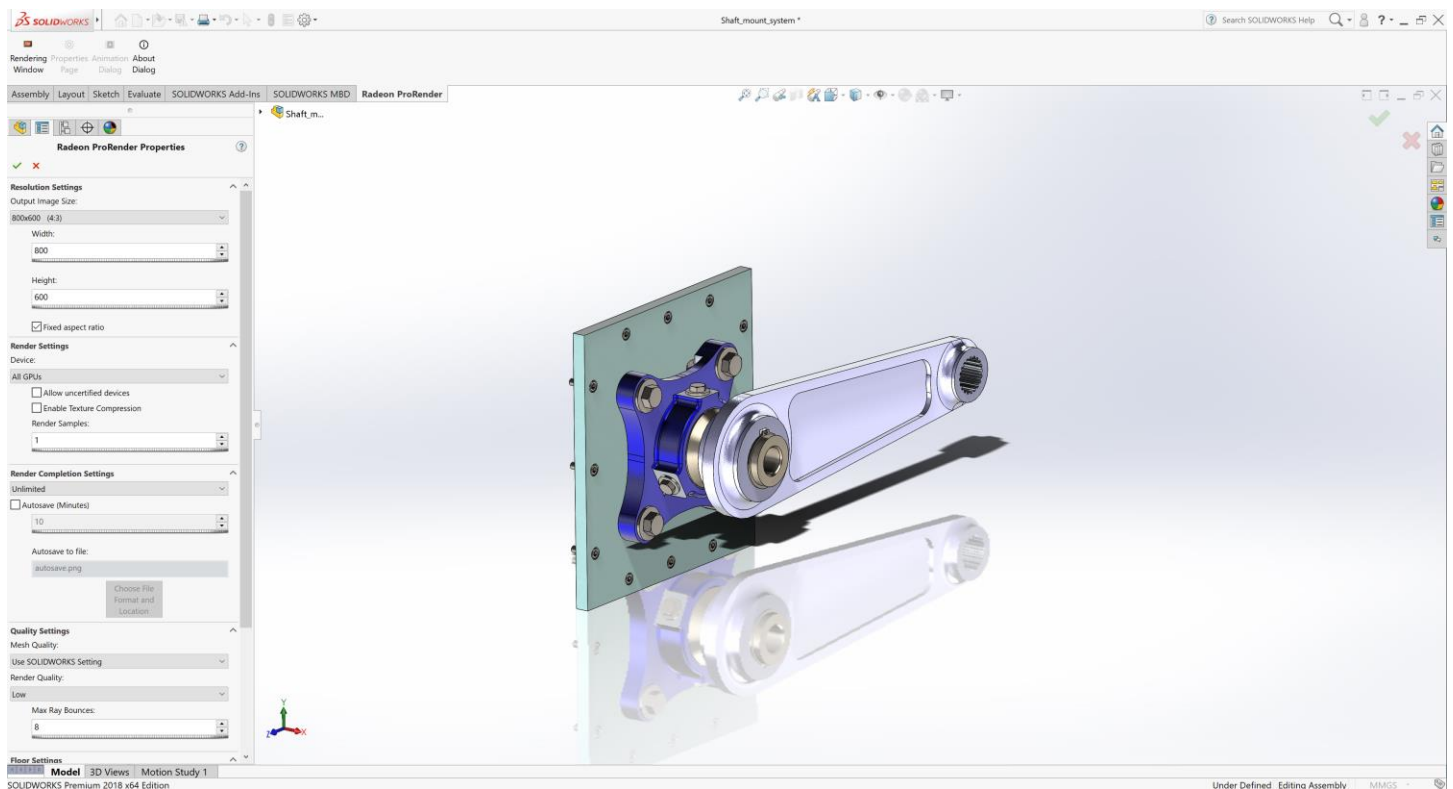 SOLIDWORKS
Shaft_mount_system *
Search SOLIDWORKS Help
?
Rendering Window
Properties Page
Animation Dialog
About Dialog
Assembly Layout Sketch Evaluate SOLIDWORKS Add-Ins SOLIDWORKS MBD Radeon ProRender
Shaft_m...
Radeon ProRender Properties
?
Resolution Settings
Output Image Size:
800x600 (4:3)
Width:
800
Height:
600
Fixed aspect ratio
Render Settings
Device:
All GPUs
Allow uncertified devices
Enable Texture Compression
Render Samples:
1
Render Completion Settings
Unlimited
Autosave (Minutes)
10
Autosave to file:
autosave.png
Choose File
Format and
Location
Quality Settings
Mesh Quality:
Use SOLIDWORKS Setting
Render Quality:
Low
Max Ray Bounces:
8
Floor Settings
Y
Z
X
Model 3D Views Motion Study 1
SOLIDWORKS Premium 2018 x64 Edition
Under Defined Editing Assembly MMGS